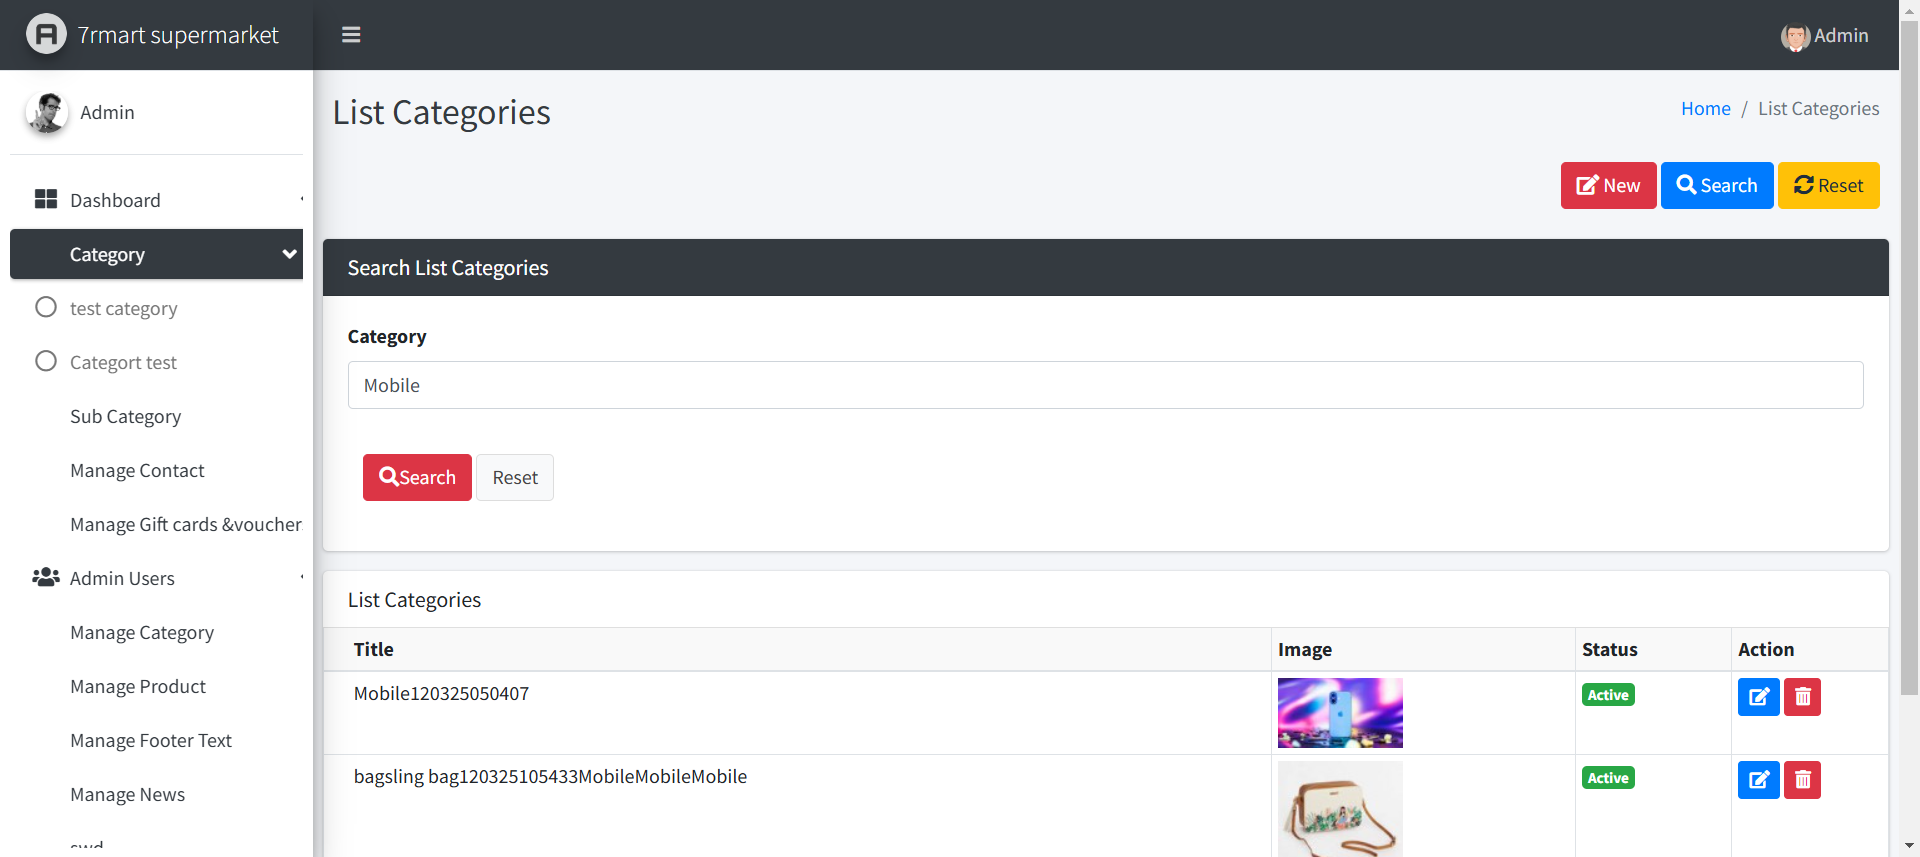 7rmart supermarket
Admin
Admin
List Categories
Home / List Categories
New
Search
Reset
Dashboard
Category
test category
Categort test
Sub Category
Manage Contact
Manage Gift cards &voucher
Admin Users
Manage Category
Manage Product
Manage Footer Text
Manage News
swd
Search List Categories
Category
Mobile
Search
Reset
List Categories
Title Image Status Action
Mobile120325050407 Active
bagsling bag120325105433MobileMobileMobile Active